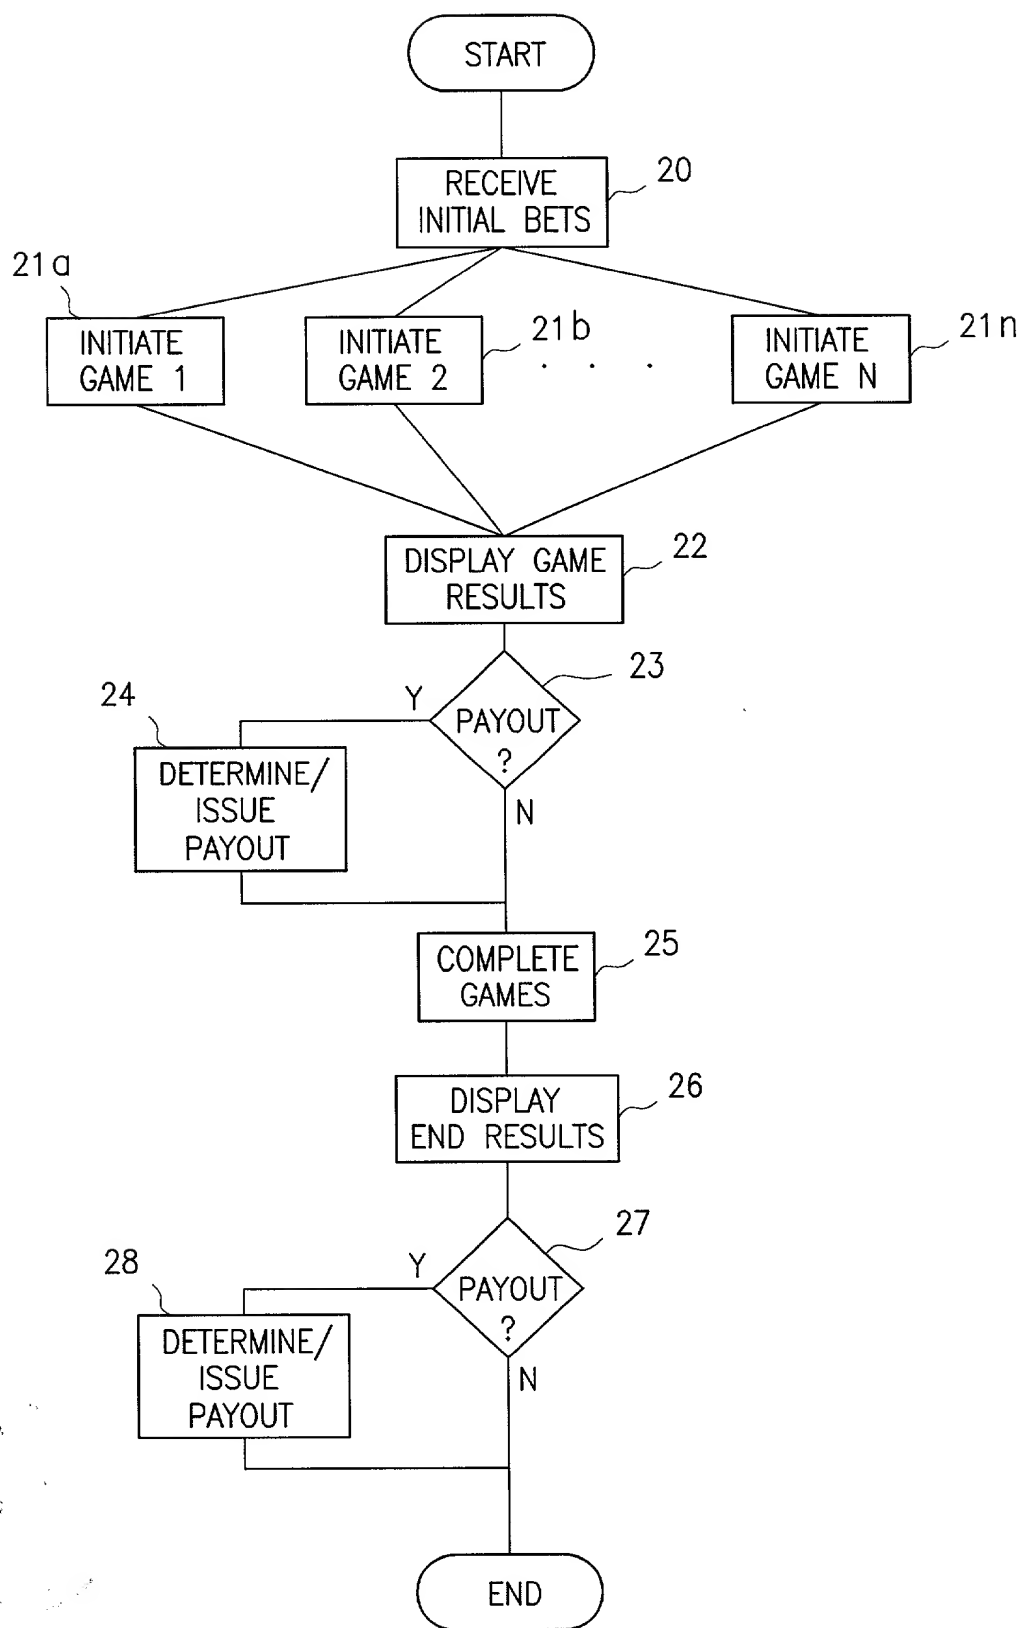 START
RECEIVE
INITIAL BETS
20
21a
INITIATE
GAME 1
INITIATE
GAME 2
21b
. . .
INITIATE
GAME N
21n
DISPLAY GAME
RESULTS
22
PAYOUT
?
23
Y
N
24
DETERMINE/
ISSUE
PAYOUT
COMPLETE
GAMES
25
DISPLAY
END RESULTS
26
PAYOUT
?
27
Y
N
28
DETERMINE/
ISSUE
PAYOUT
END